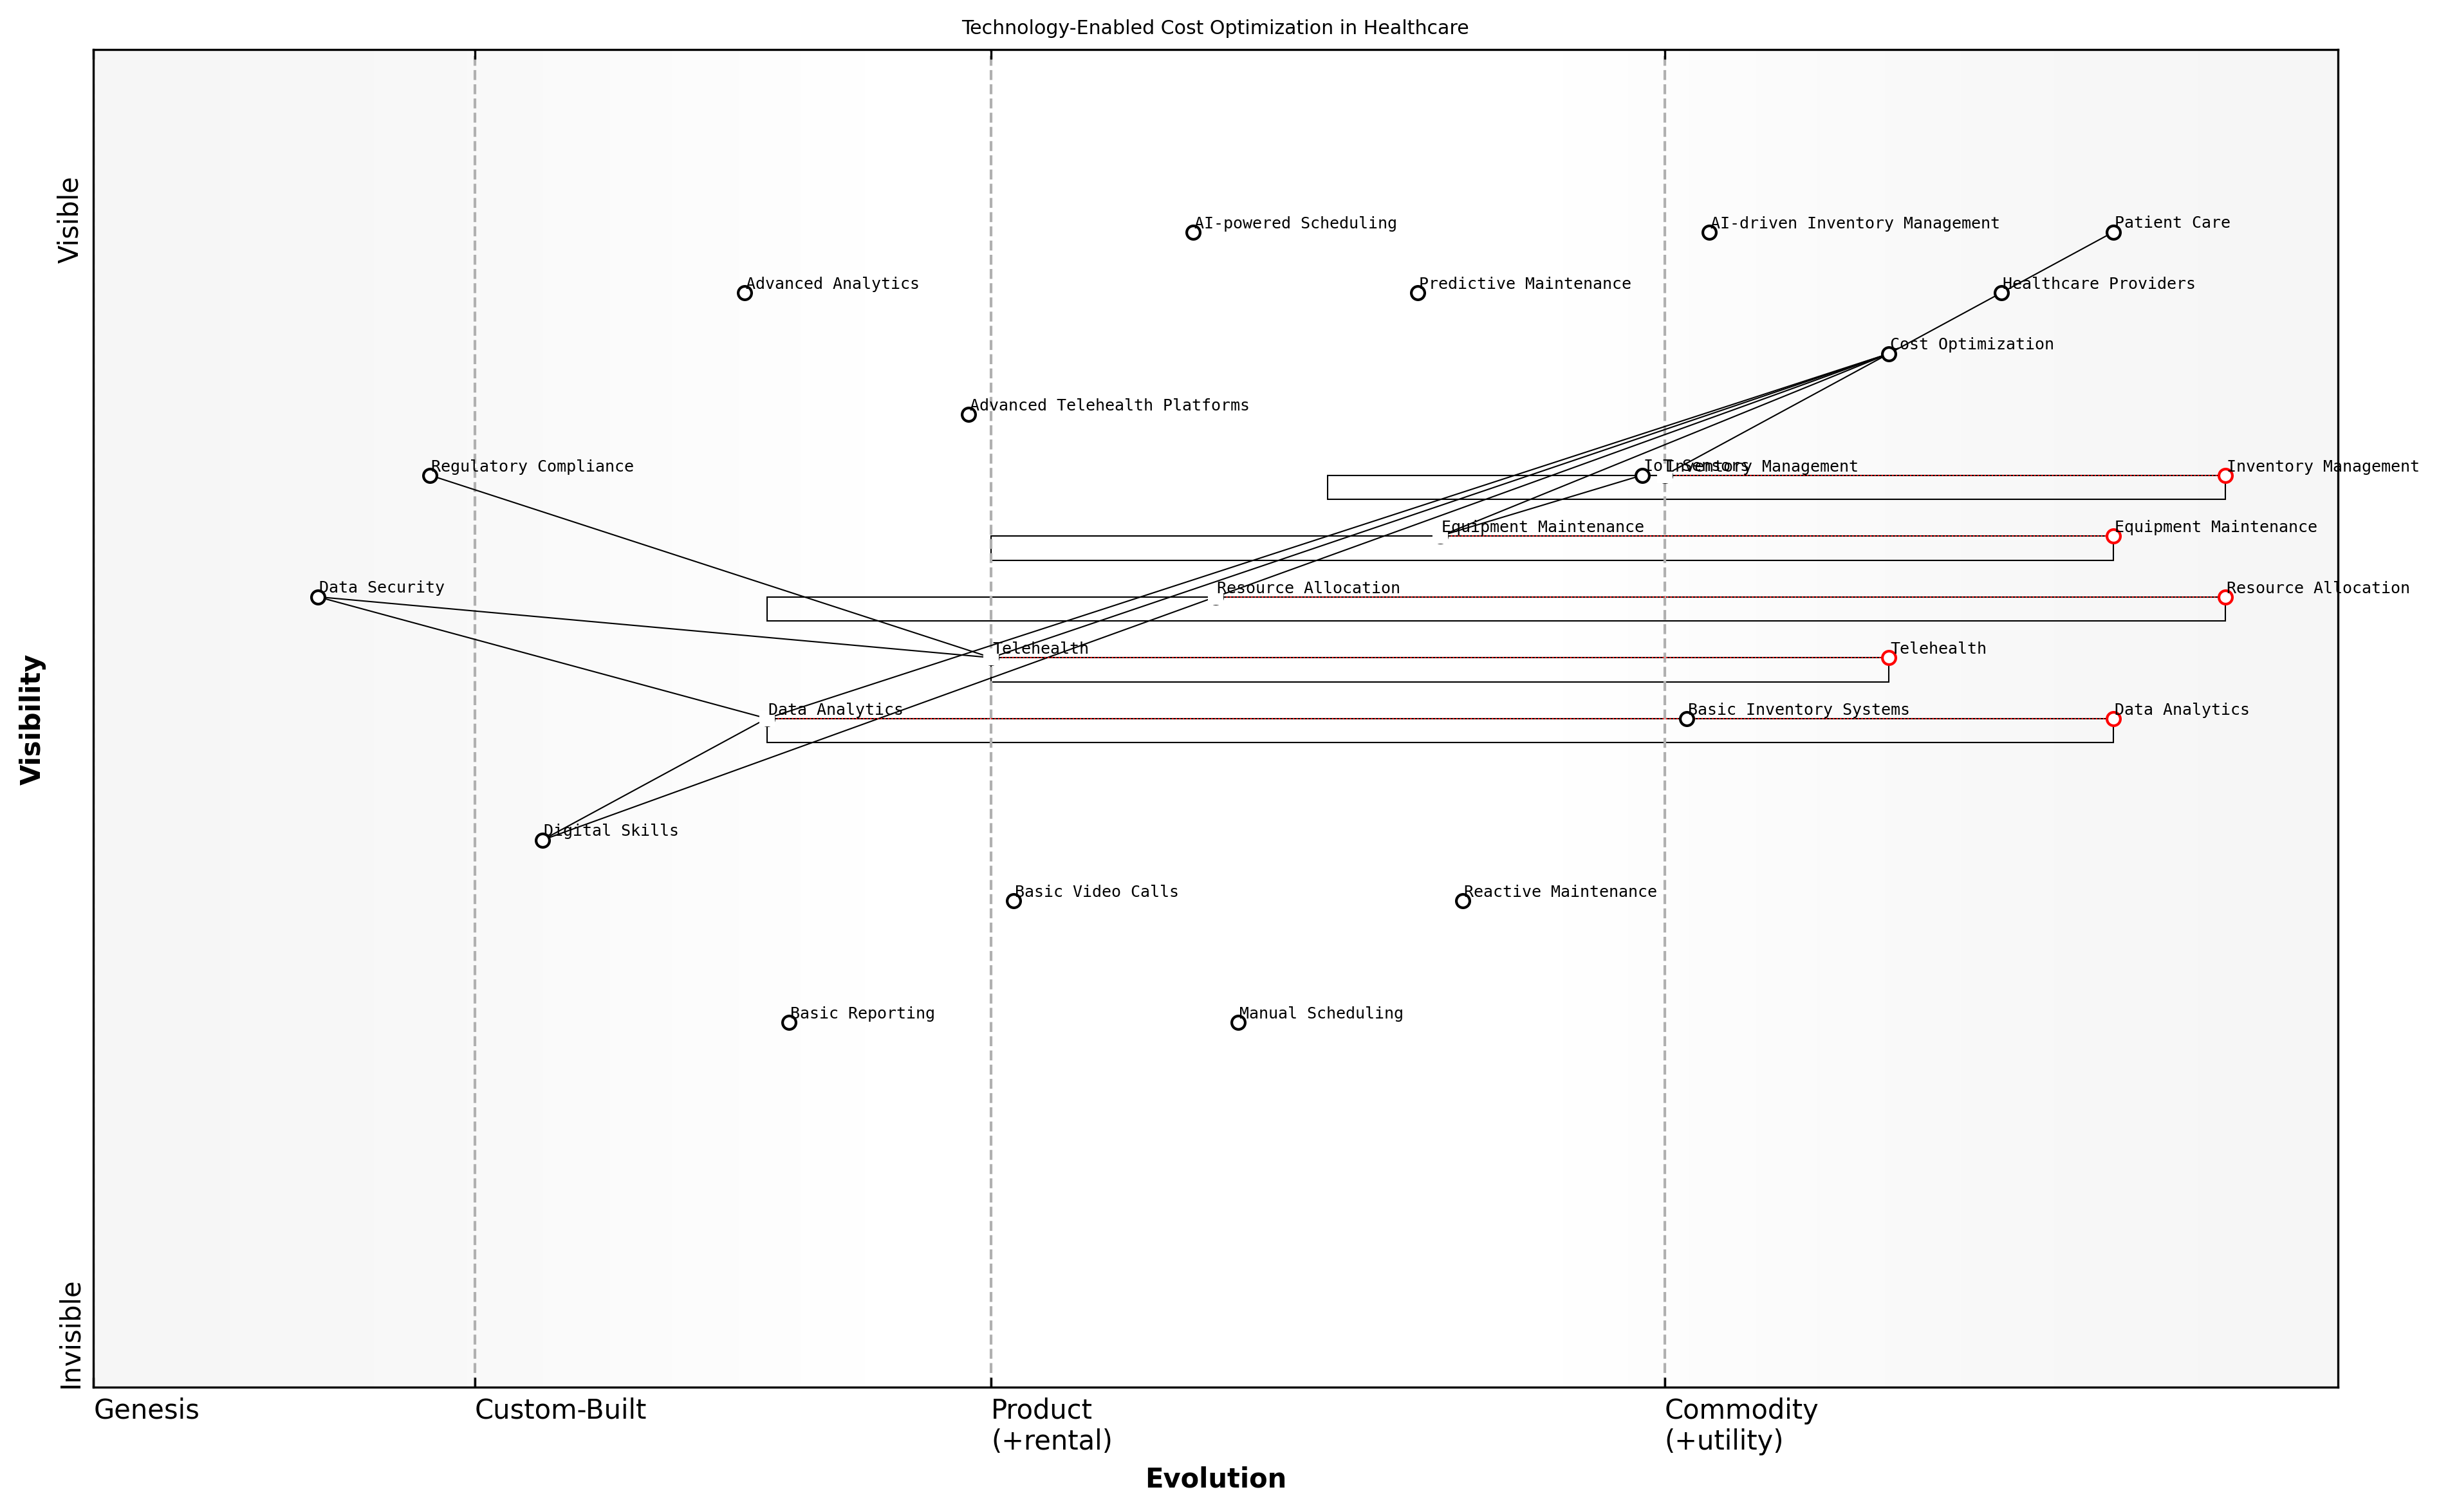 Technology-Enabled Cost Optimization in Healthcare
Visible
AI-powered Scheduling
AI-driven Inventory Management
Patient Care
Advanced Analytics
Predictive Maintenance
Healthcare Providers
Cost Optimization
Advanced Telehealth Platforms
Regulatory Compliance
IoT Sensors
Inventory Management
Inventory Management
Equipment Maintenance
Equipment Maintenance
Data Security
Resource Allocation
Resource Allocation
Telehealth
Telehealth
Visibility
Data Analytics
Basic Inventory Systems
Data Analytics
Digital Skills
Basic Video Calls
Reactive Maintenance
Basic Reporting
Manual Scheduling
Invisible
Genesis
Custom-Built
Product
(+rental)
Commodity
(+utility)
Evolution